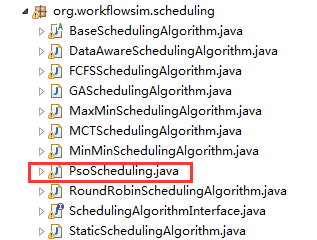 org.workflowsim.scheduling
BaseSchedulingAlgorithm.java
DataAwareSchedulingAlgorithm.java
FCFSSchedulingAlgorithm.java
GASchedulingAlgorithm.java
MaxMinSchedulingAlgorithm.java
MCTSchedulingAlgorithm.java
MinMinSchedulingAlgorithm.java
PsoScheduling.java
RoundRobinSchedulingAlgorithm.java
SchedulingAlgorithmInterface.java
StaticSchedulingAlgorithm.java